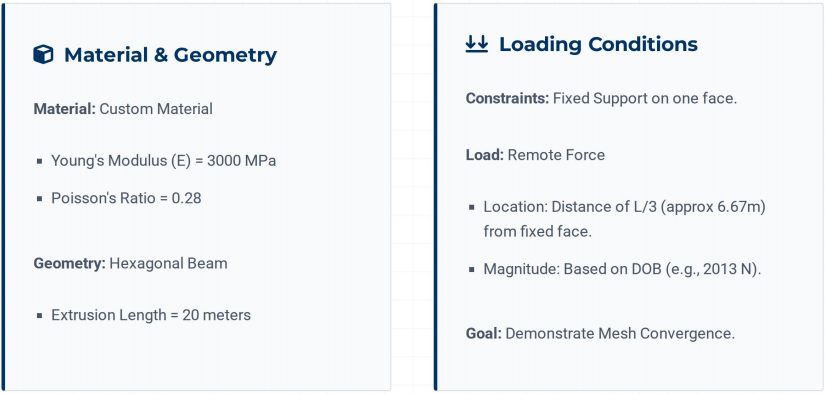 Material & Geometry
Material: Custom Material
Young's Modulus (E) = 3000 MPa
Poisson's Ratio = 0.28
Geometry: Hexagonal Beam
Extrusion Length = 20 meters
Loading Conditions
Constraints: Fixed Support on one face.
Load: Remote Force
Location: Distance of L/3 (approx 6.67m)
from fixed face.
Magnitude: Based on DOB (e.g., 2013 N).
Goal: Demonstrate Mesh Convergence.